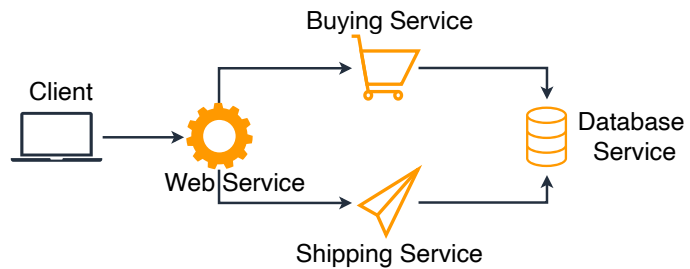 Buying Service
Client
Database
Service
Web Service
Shipping Service